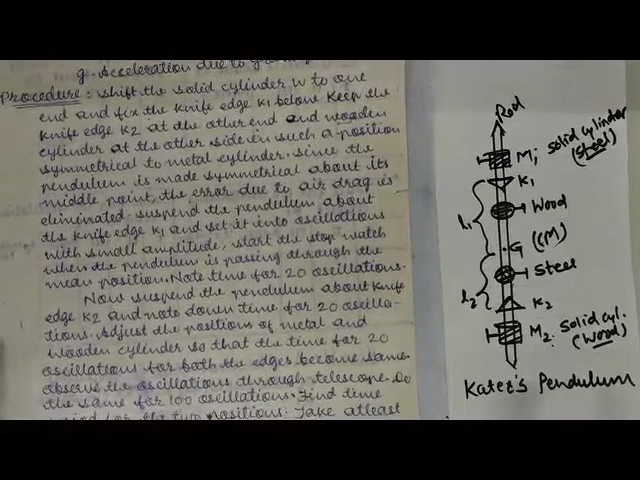 g- Acceleration due to
Procedure: shift the solid cylinder W to one
end and fix the knife edge K1 below keep the
knife edge K2 at the other end and wooden
cylinder at the other side in such a position
symmetrical to metal cylinder. Since the
pendulum is made symmetrical about its
middle point, the error due to air drag is
eliminated. suspend the pendulum about
the knife edge K1 and set it into oscillations
with small amplitude, start the stop watch
when the pendulum is passing through the
mean position. Note time for 20 oscillations.
Now suspend the pendulum about knife
edge K2 and note down time for 20 oscilla-
tions. Adjust the positions of metal and
wooden cylinder so that the time for 20
oscillations for both the edges become same.
observe the oscillations through telescope. Do
the same for 100 oscillations. Find time
for the two positions. Take atleast
Rod
M1 solid cylinder
(steel)
K1
Wood
l1
G (CM)
Steel
l2
K2
M2 solid cyl.
(Wood)
Kater's Pendulum